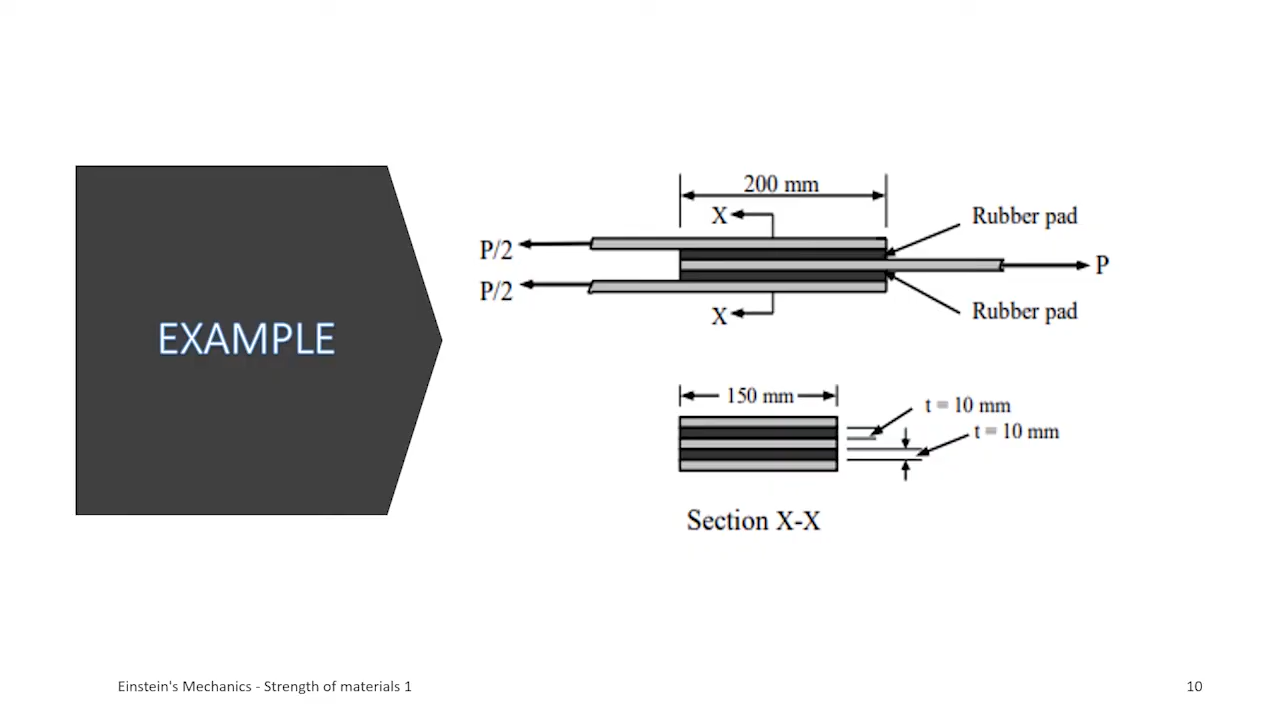 EXAMPLE
200 mm
X
Rubber pad
P/2
P
P/2
X
Rubber pad
150 mm
t = 10 mm
t = 10 mm
Section X-X
Einstein's Mechanics - Strength of materials 1
10